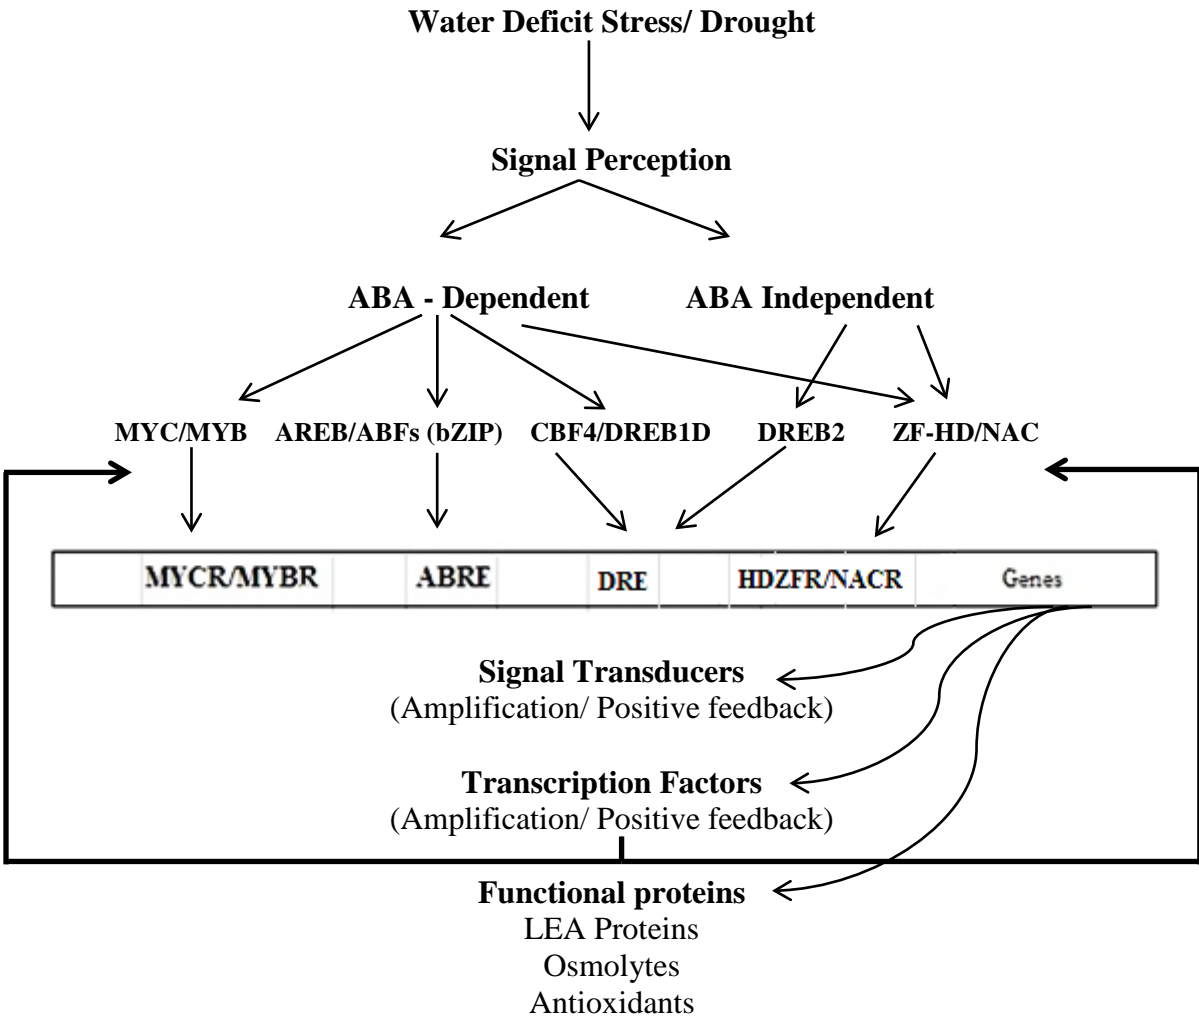 Water Deficit Stress/ Drought
Signal Perception
ABA - Dependent
ABA Independent
MYC/MYB
AREB/ABFs (bZIP)
CBF4/DREB1D
DREB2
ZF-HD/NAC
MYCR/MYBR
ABRE
DRE
HDZFR/NACR
Genes
Signal Transducers
(Amplification/ Positive feedback)
Transcription Factors
(Amplification/ Positive feedback)
Functional proteins
LEA Proteins
Osmolytes
Antioxidants